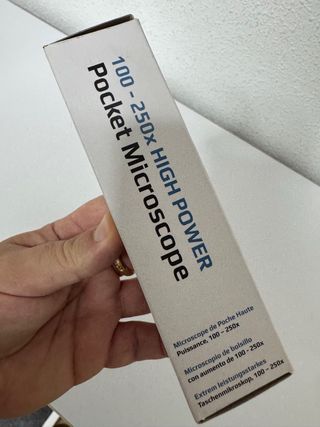 100 - 250x HIGH POWER
Pocket Microscope
Microscope de Poche Haute
Puissance, 100 - 250x
Microscopio de bolsillo
con aumento de 100 - 250x
Extrem leistungsstarkes
Taschenmikroskop, 100 - 250x